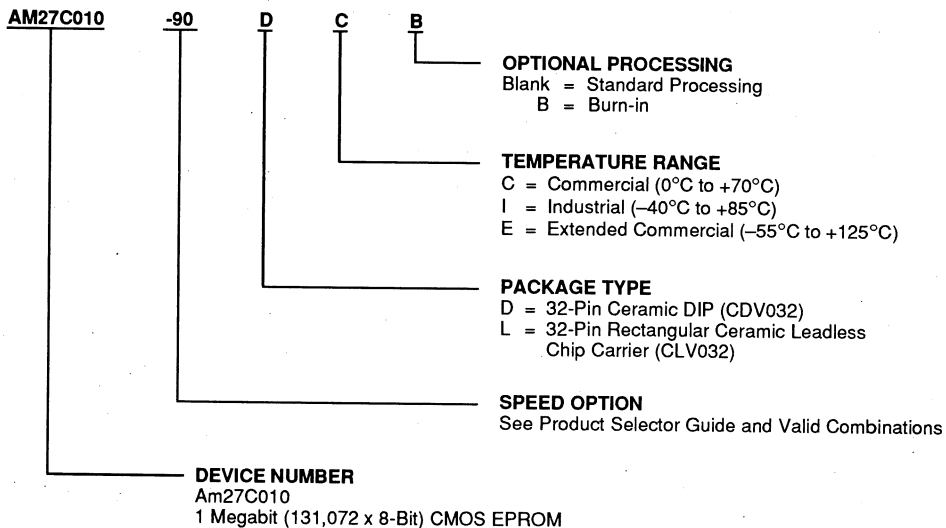 AM27C010 -90 D C B
OPTIONAL PROCESSING
Blank = Standard Processing
B = Burn-in
TEMPERATURE RANGE
C = Commercial (0°C to +70°C)
I = Industrial (–40°C to +85°C)
E = Extended Commercial (–55°C to +125°C)
PACKAGE TYPE
D = 32-Pin Ceramic DIP (CDV032)
L = 32-Pin Rectangular Ceramic Leadless
Chip Carrier (CLV032)
SPEED OPTION
See Product Selector Guide and Valid Combinations
DEVICE NUMBER
Am27C010
1 Megabit (131,072 x 8-Bit) CMOS EPROM